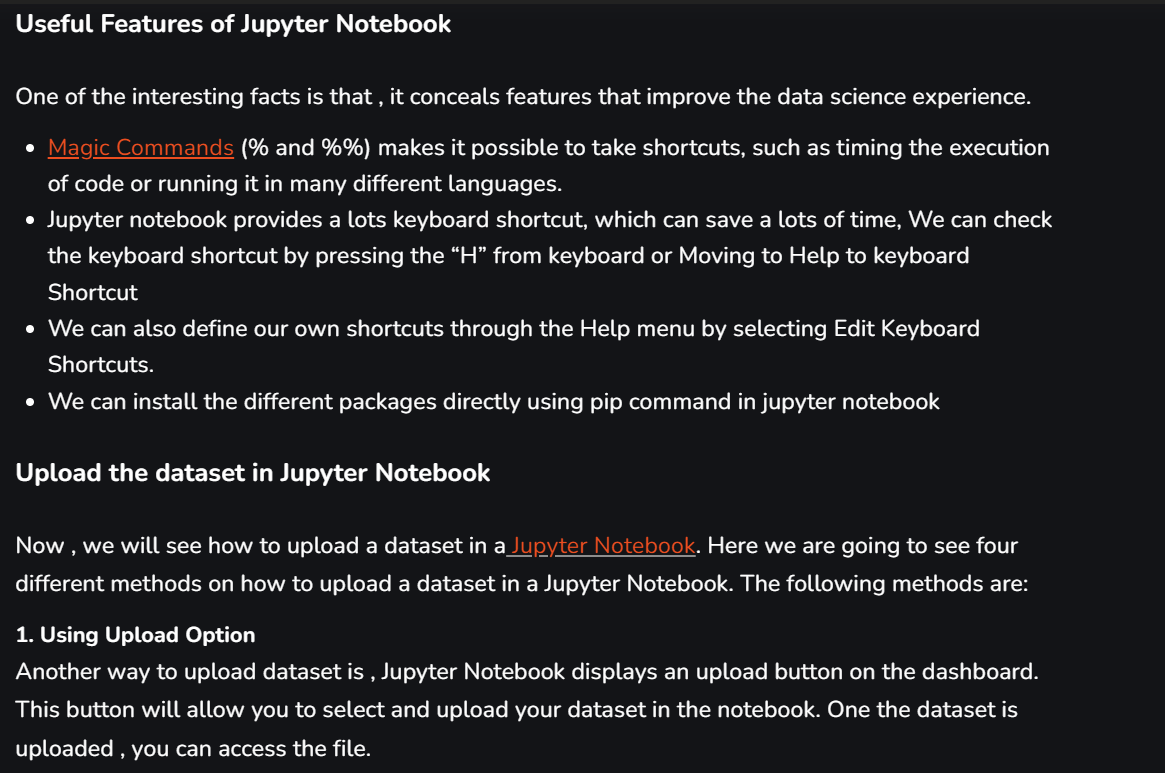 Useful Features of Jupyter Notebook
One of the interesting facts is that , it conceals features that improve the data science experience.
• Magic Commands (% and %%) makes it possible to take shortcuts, such as timing the execution
of code or running it in many different languages.
• Jupyter notebook provides a lots keyboard shortcut, which can save a lots of time, We can check
the keyboard shortcut by pressing the “H” from keyboard or Moving to Help to keyboard
Shortcut
• We can also define our own shortcuts through the Help menu by selecting Edit Keyboard
Shortcuts.
• We can install the different packages directly using pip command in jupyter notebook
Upload the dataset in Jupyter Notebook
Now , we will see how to upload a dataset in a Jupyter Notebook. Here we are going to see four
different methods on how to upload a dataset in a Jupyter Notebook. The following methods are:
1. Using Upload Option
Another way to upload dataset is , Jupyter Notebook displays an upload button on the dashboard.
This button will allow you to select and upload your dataset in the notebook. One the dataset is
uploaded , you can access the file.